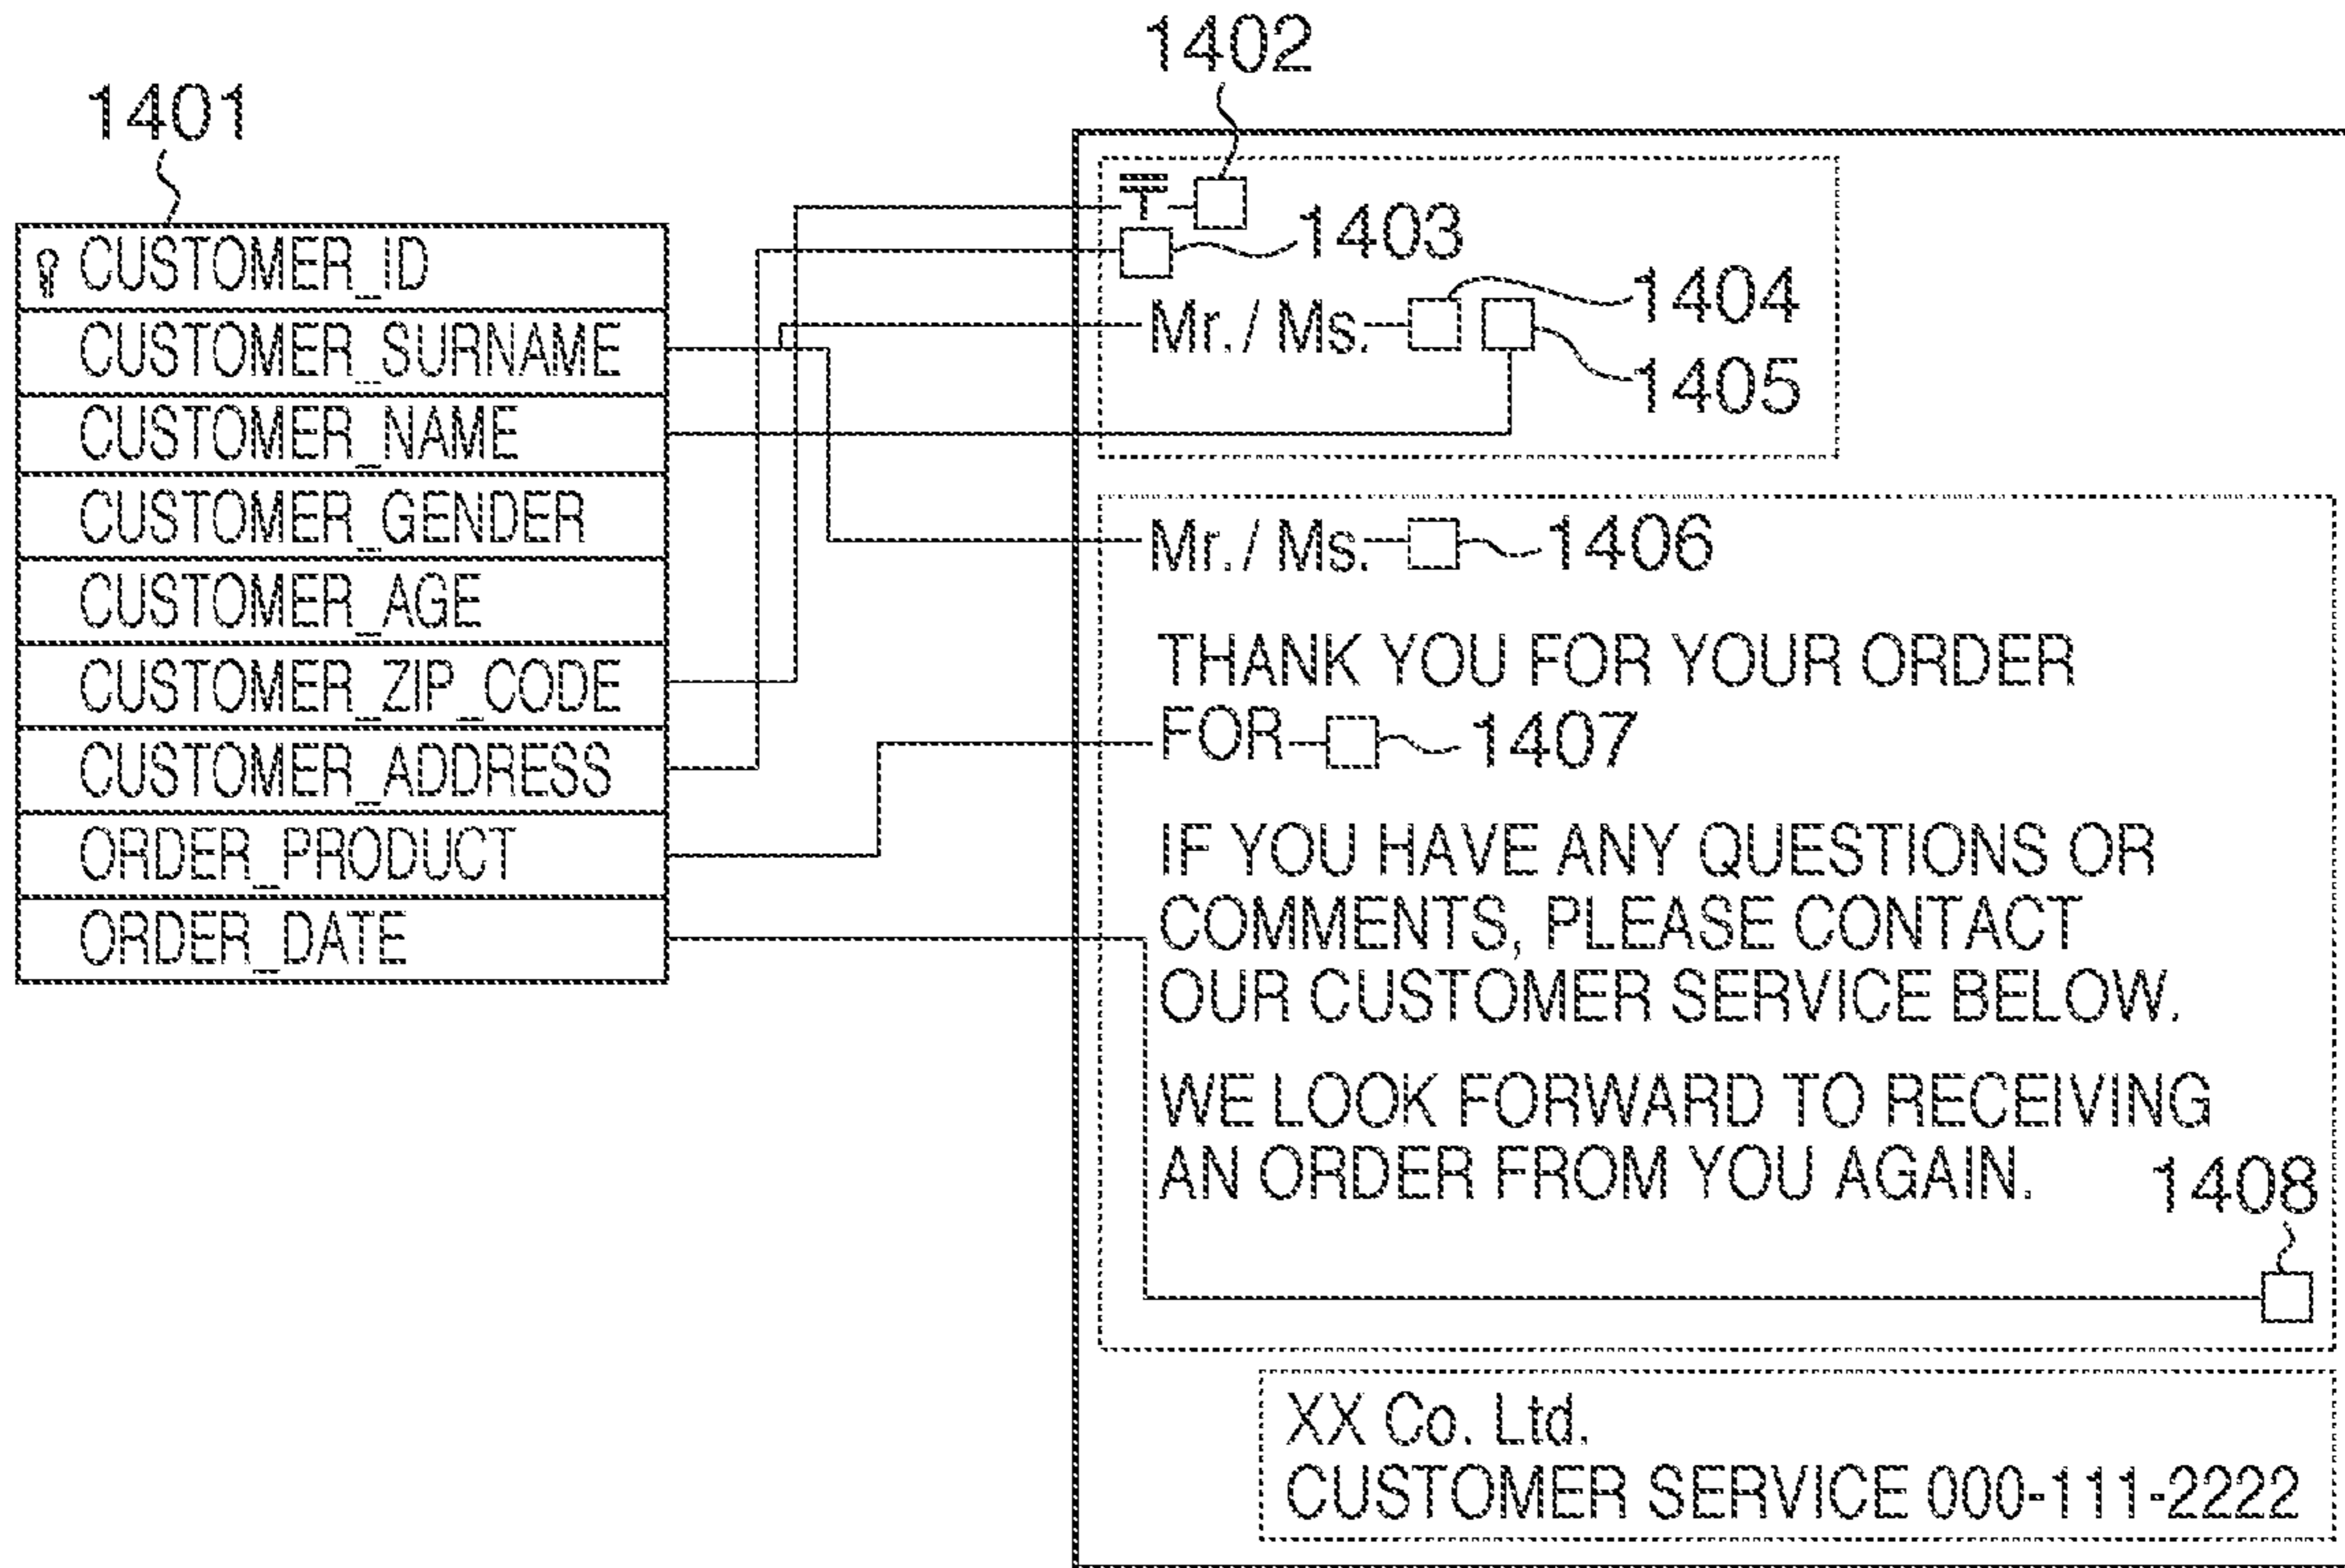 1401
CUSTOMER_ID
CUSTOMER_SURNAME
CUSTOMER_NAME
CUSTOMER_GENDER
CUSTOMER_AGE
CUSTOMER_ZIP_CODE
CUSTOMER_ADDRESS
ORDER_PRODUCT
ORDER_DATE
1402
〒
1403
1404
Mr. / Ms.
1405
Mr. / Ms. 1406
THANK YOU FOR YOUR ORDER
FOR 1407
IF YOU HAVE ANY QUESTIONS OR
COMMENTS, PLEASE CONTACT
OUR CUSTOMER SERVICE BELOW.
WE LOOK FORWARD TO RECEIVING
AN ORDER FROM YOU AGAIN.
1408
XX Co. Ltd.
CUSTOMER SERVICE 000-111-2222